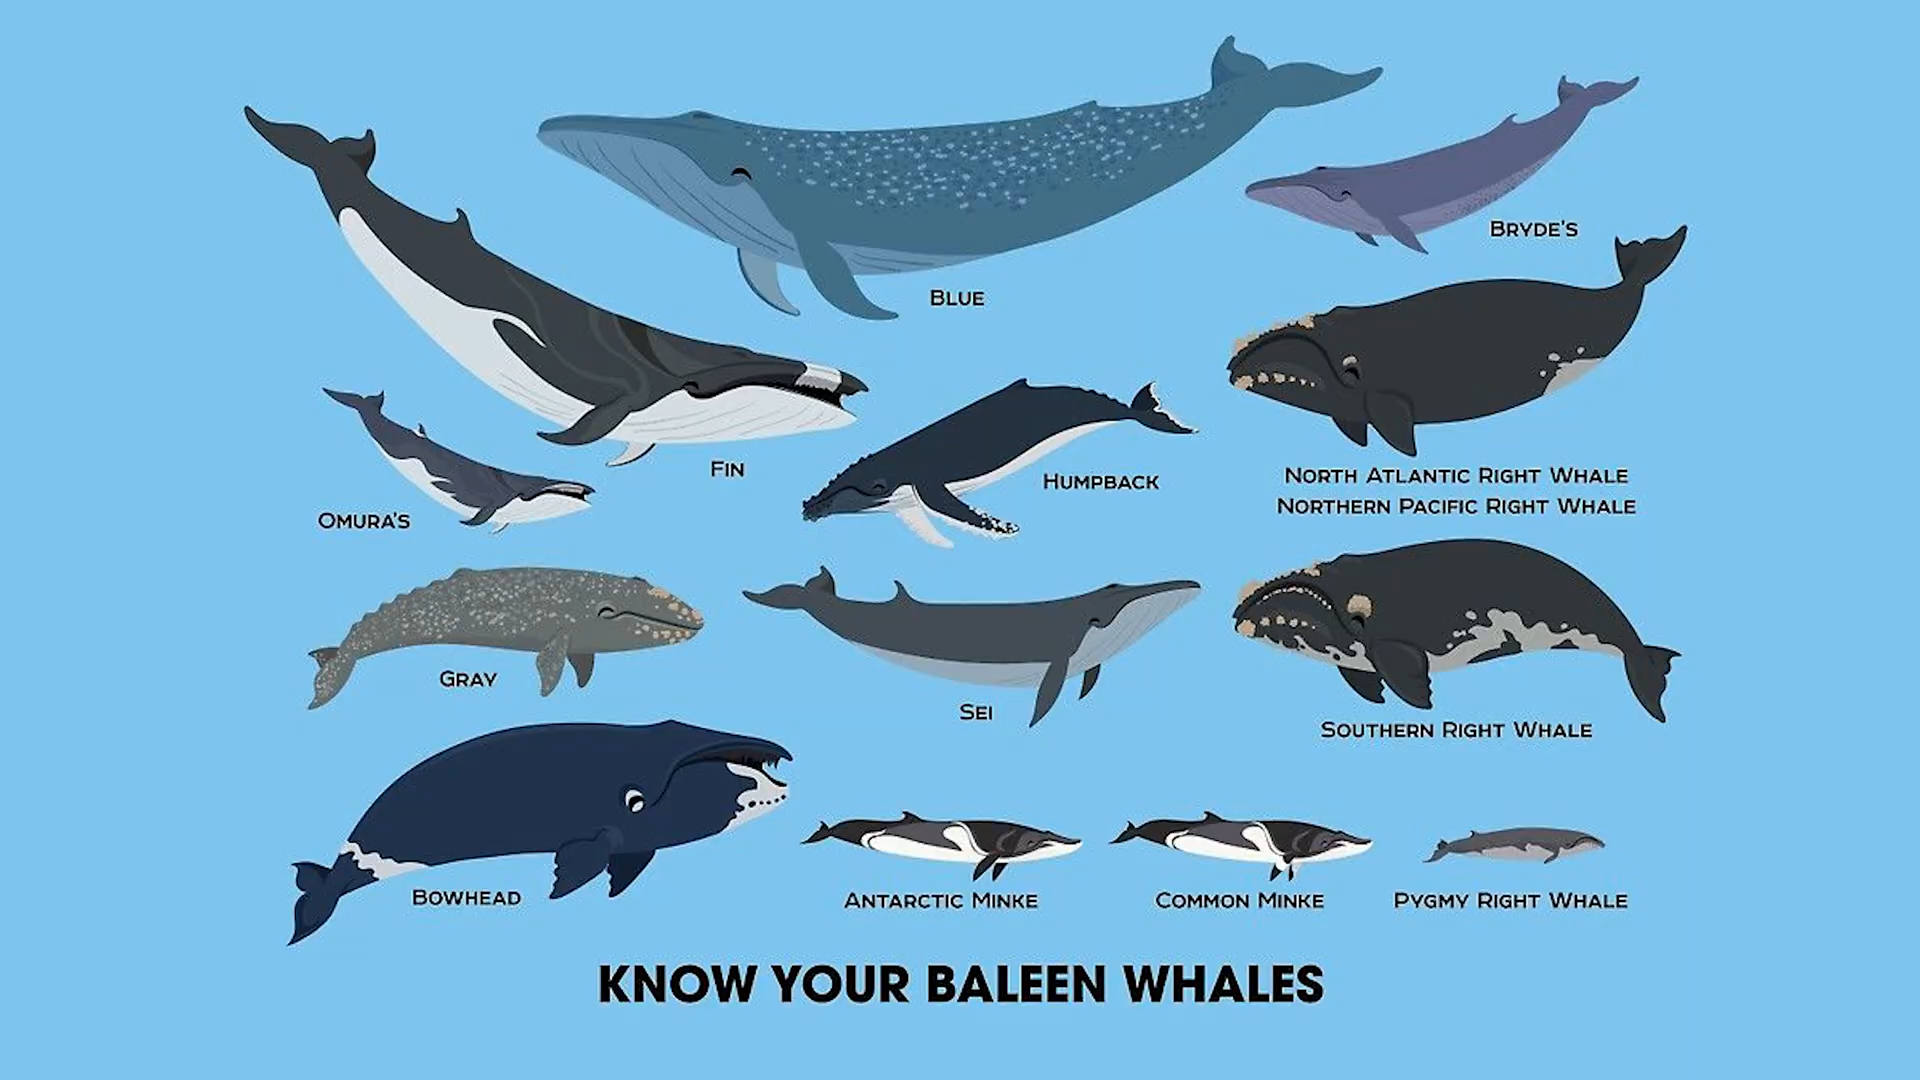 BRYDE'S
BLUE
FIN
HUMPBACK
NORTH ATLANTIC RIGHT WHALE
NORTHERN PACIFIC RIGHT WHALE
OMURA'S
GRAY
SEI
SOUTHERN RIGHT WHALE
BOWHEAD
ANTARCTIC MINKE
COMMON MINKE
PYGMY RIGHT WHALE
KNOW YOUR BALEEN WHALES